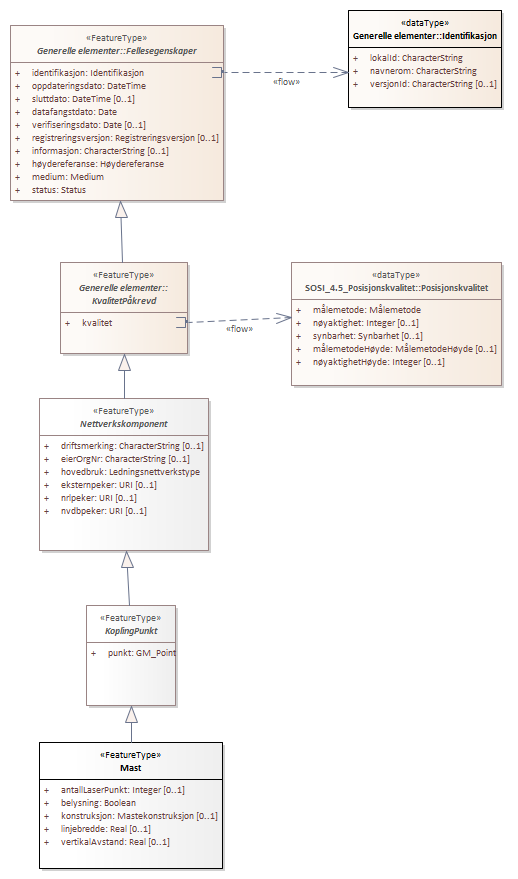 «FeatureType»
Generelle elementer::Fellesegenskaper
+ identifikasjon: Identifikasjon
+ oppdateringsdato: DateTime
+ sluttdato: DateTime [0..1]
+ datafangstdato: Date
+ verifiseringsdato: Date [0..1]
+ registreringsversjon: Registreringsversjon [0..1]
+ informasjon: CharacterString [0..1]
+ høydereferanse: Høydereferanse
+ medium: Medium
+ status: Status
«flow»
«dataType»
Generelle elementer::Identifikasjon
+ lokalId: CharacterString
+ navnerom: CharacterString
+ versjonId: CharacterString [0..1]
«FeatureType»
Generelle elementer::
KvalitetPåkrevd
+ kvalitet
«flow»
«dataType»
SOSI_4.5_Posisjonskvalitet::Posisjonskvalitet
+ målemetode: Målemetode
+ nøyaktighet: Integer [0..1]
+ synbarhet: Synbarhet [0..1]
+ målemetodeHøyde: MålemetodeHøyde [0..1]
+ nøyaktighetHøyde: Integer [0..1]
«FeatureType»
Nettverkskomponent
+ driftsmerking: CharacterString [0..1]
+ eierOrgNr: CharacterString [0..1]
+ hovedbruk: Ledningsnettverkstype
+ eksternpeker: URI [0..1]
+ nrlpeker: URI [0..1]
+ nvdbpeker: URI [0..1]
«FeatureType»
KoplingPunkt
+ punkt: GM_Point
«FeatureType»
Mast
+ antallLaserPunkt: Integer [0..1]
+ belysning: Boolean
+ konstruksjon: Mastekonstruksjon [0..1]
+ linjebredde: Real [0..1]
+ vertikalAvstand: Real [0..1]